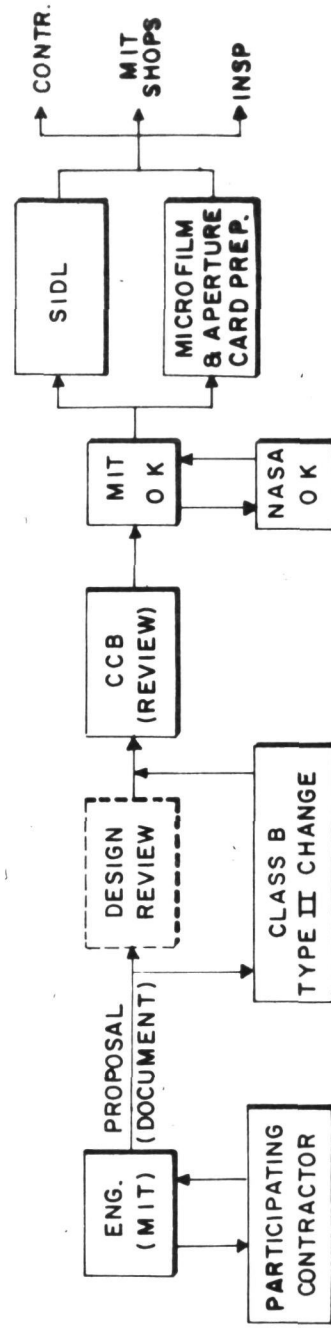 ENG.
(MIT)
PARTICIPATING
CONTRACTOR
PROPOSAL
(DOCUMENT)
DESIGN
REVIEW
CLASS B
TYPE II CHANGE
CCB
(REVIEW)
MIT
OK
NASA
OK
SIDL
MICROFILM
& APERTURE
CARD PREP.
CONTR.
MIT
SHOPS
INSP